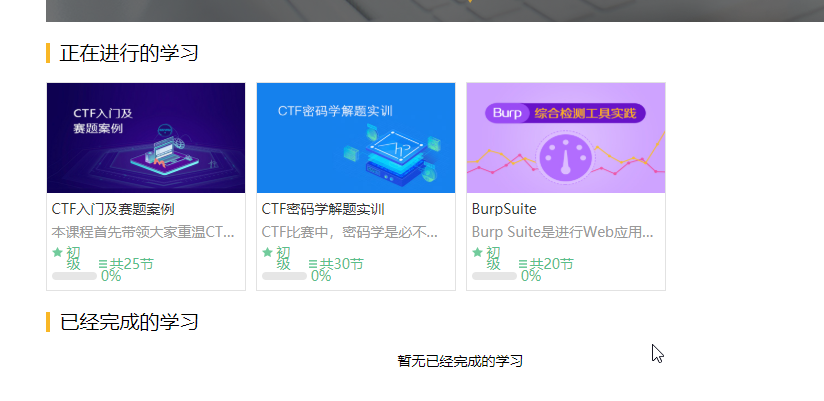 正在进行的学习
CTF入门及
赛题案例
CTF密码学解题实训
Burp 综合检测工具实践
CTF入门及赛题案例
本课程首先带领大家重温CT...
初级
共25节
0%
CTF密码学解题实训
CTF比赛中，密码学是必不...
初级
共30节
0%
BurpSuite
Burp Suite是进行Web应用...
初级
共20节
0%
已经完成的学习
暂无已经完成的学习